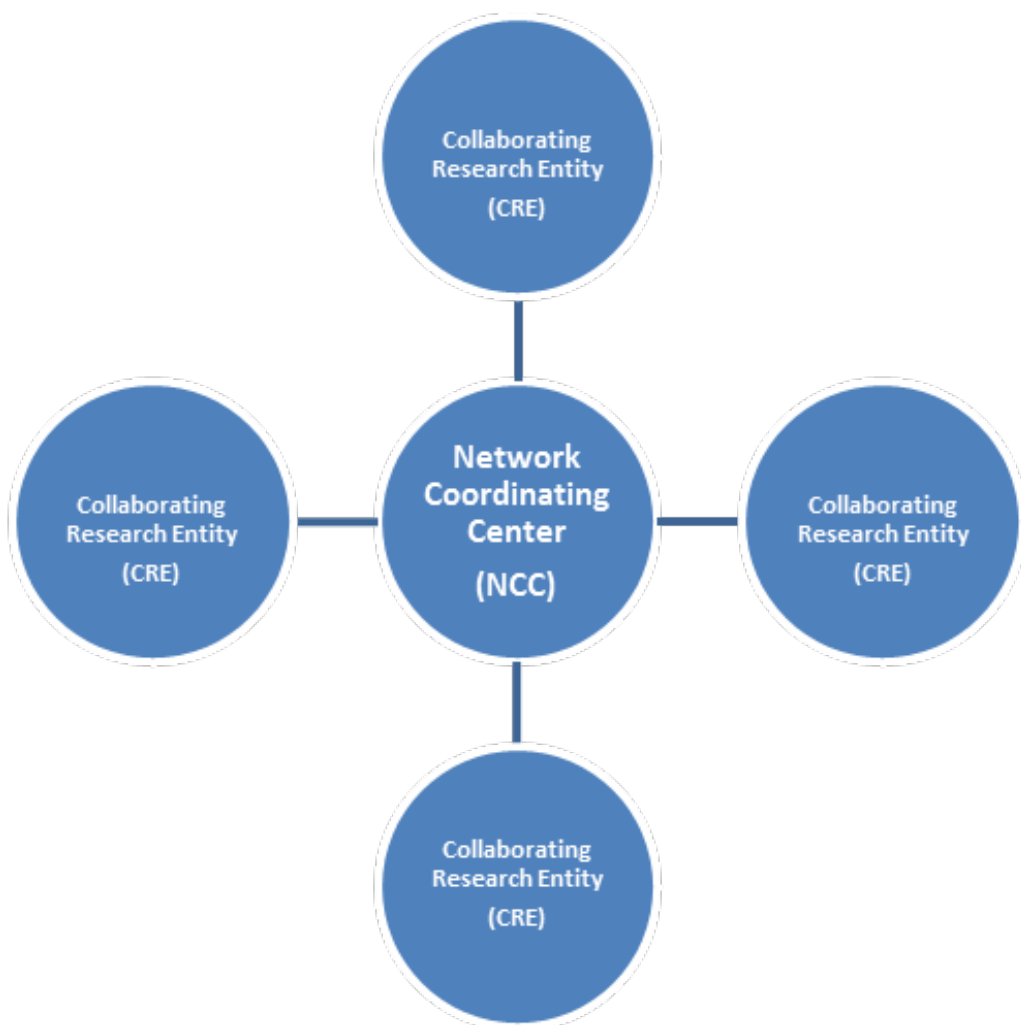 Collaborating
Research Entity
(CRE)
Collaborating
Research Entity
(CRE)
Network
Coordinating
Center
(NCC)
Collaborating
Research Entity
(CRE)
Collaborating
Research Entity
(CRE)